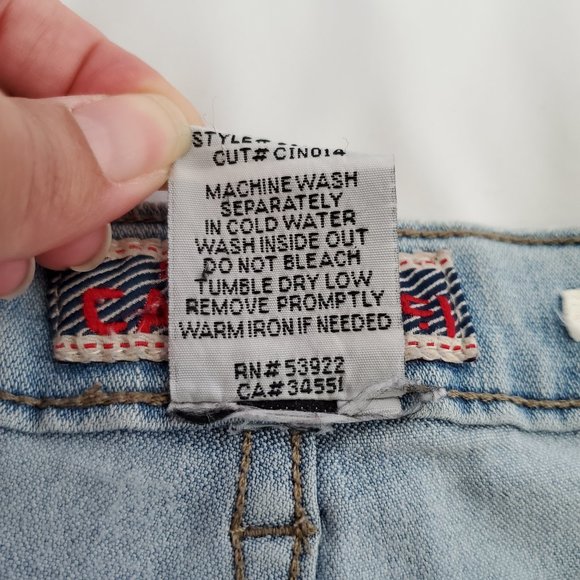 STYLE#
CUT# CIN014
MACHINE WASH
SEPARATELY
IN COLD WATER
WASH INSIDE OUT
DO NOT BLEACH
TUMBLE DRY LOW
REMOVE PROMPTLY
WARM IRON IF NEEDED
RN# 53922
CA# 34551